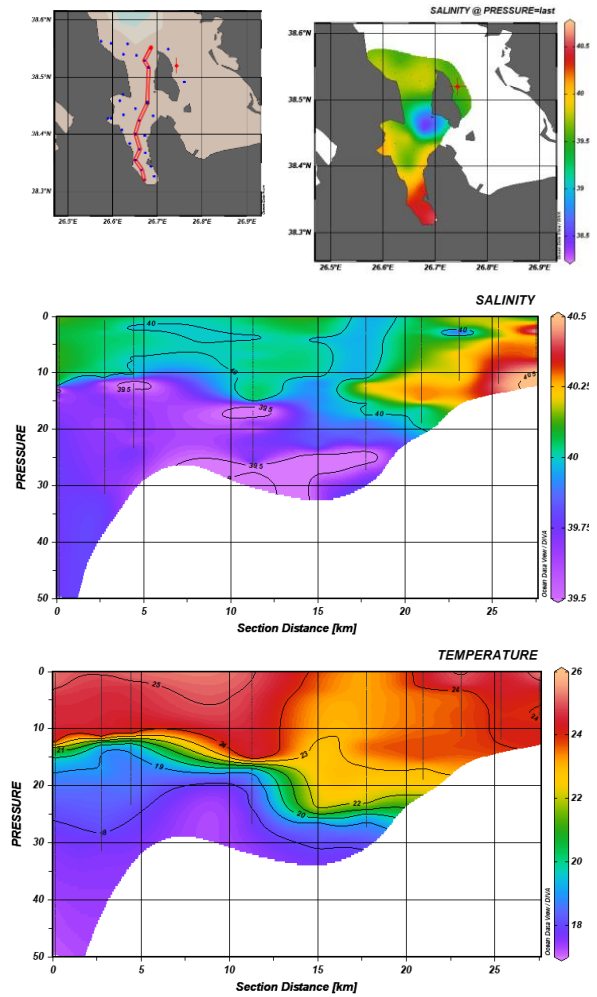 SALINITY @ PRESSURE=last
38.6°N
38.5°N
38.4°N
38.3°N
26.5°E
26.6°E
26.7°E
26.8°E
26.9°E
38.6°N
38.5°N
38.4°N
38.3°N
26.5°E
26.6°E
26.7°E
26.8°E
26.9°E
40.5
40
39.5
39
38.5
SALINITY
0
10
20
30
40
50
PRESSURE
40
40
39.5
39.5
39.5
40
40
40.5
40.5
40.25
40
39.75
39.5
Ocean Data View / DIVA
0
5
10
15
20
25
Section Distance [km]
TEMPERATURE
0
10
20
30
40
50
PRESSURE
25
24
24
24
23
22
21
20
19
26
24
22
20
18
Ocean Data View / DIVA
0
5
10
15
20
25
Section Distance [km]